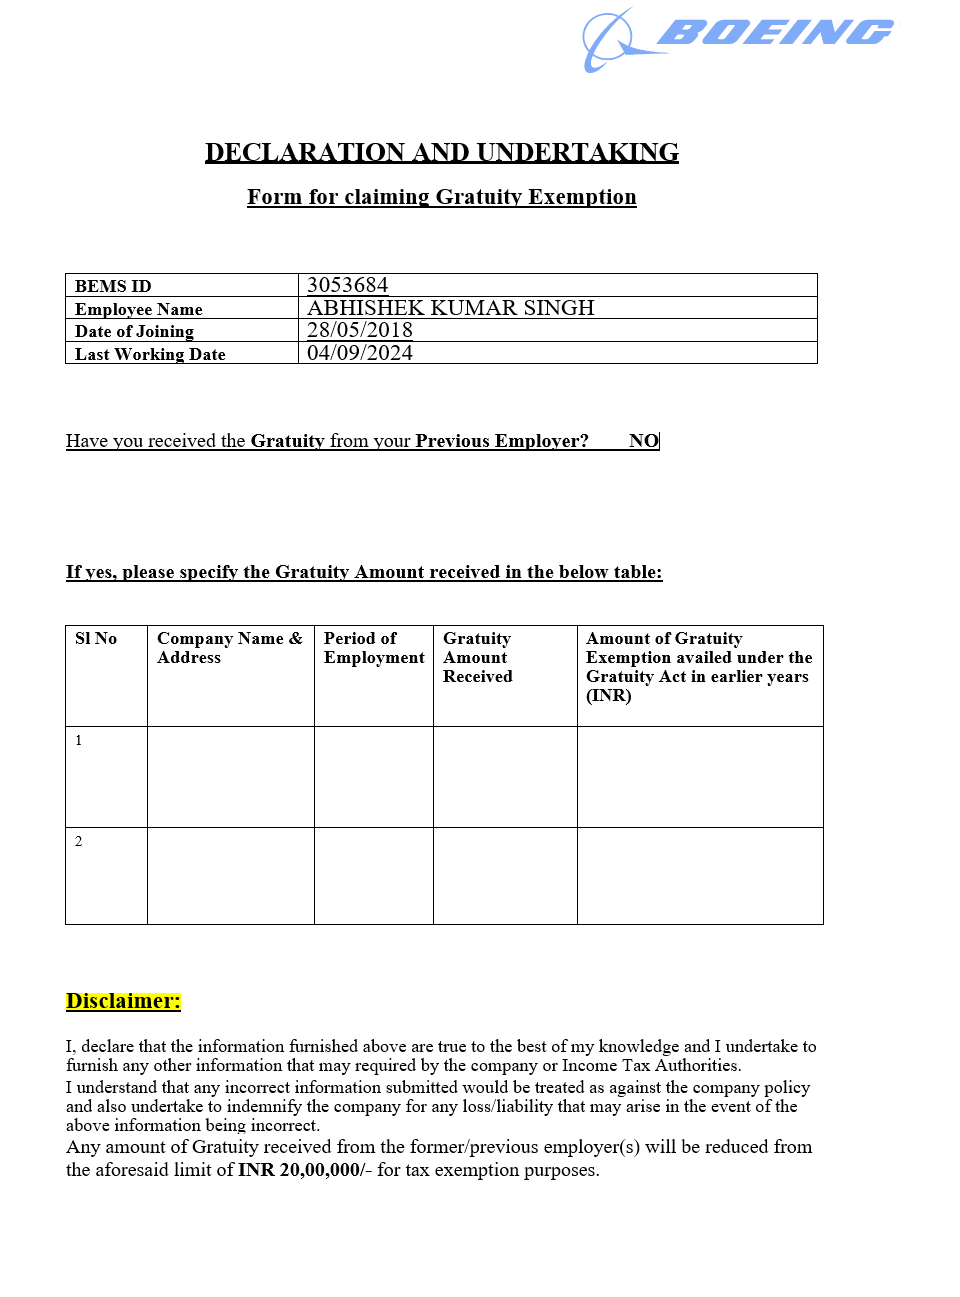 BOEING
DECLARATION AND UNDERTAKING
Form for claiming Gratuity Exemption
BEMS ID 3053684
Employee Name ABHISHEK KUMAR SINGH
Date of Joining 28/05/2018
Last Working Date 04/09/2024
Have you received the Gratuity from your Previous Employer? NO
If yes, please specify the Gratuity Amount received in the below table:
Sl No
Company Name &
Address
Period of
Employment
Gratuity
Amount
Received
Amount of Gratuity
Exemption availed under the
Gratuity Act in earlier years
(INR)
1
2
Disclaimer:
I, declare that the information furnished above are true to the best of my knowledge and I undertake to
furnish any other information that may required by the company or Income Tax Authorities.
I understand that any incorrect information submitted would be treated as against the company policy
and also undertake to indemnify the company for any loss/liability that may arise in the event of the
above information being incorrect.
Any amount of Gratuity received from the former/previous employer(s) will be reduced from
the aforesaid limit of INR 20,00,000/- for tax exemption purposes.